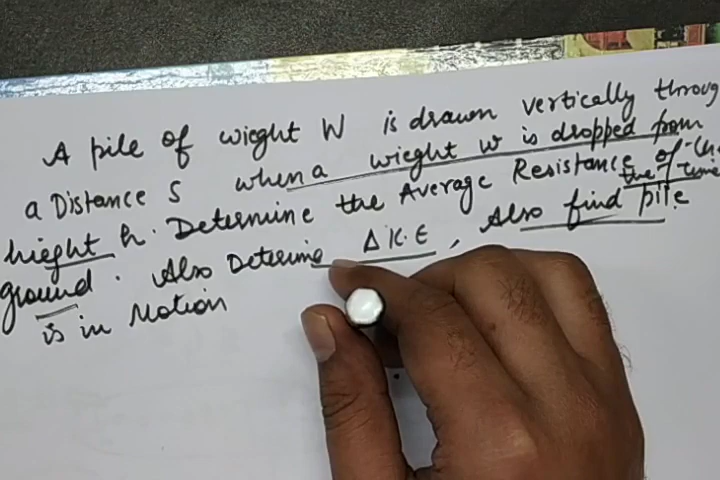 A pile of wieght W is drawn vertically throug
a Distance S when a wieght w is dropped from
hieght h. Determine the Average Resistance of the
ground. Also Determine Δ K.E, Also find the time pile
is in Motion